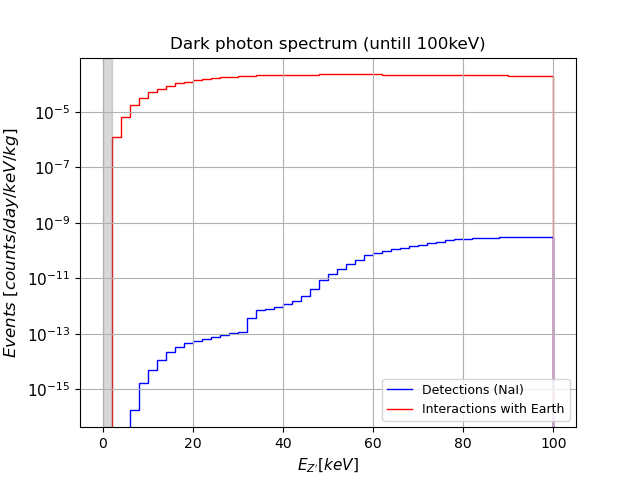 Dark photon spectrum (untill 100keV)
Events [counts/day/keV/kg]
10⁻⁵
10⁻⁷
10⁻⁹
10⁻¹¹
10⁻¹³
10⁻¹⁵
Detections (NaI)
Interactions with Earth
0 20 40 60 80 100
E_{Z'}[keV]